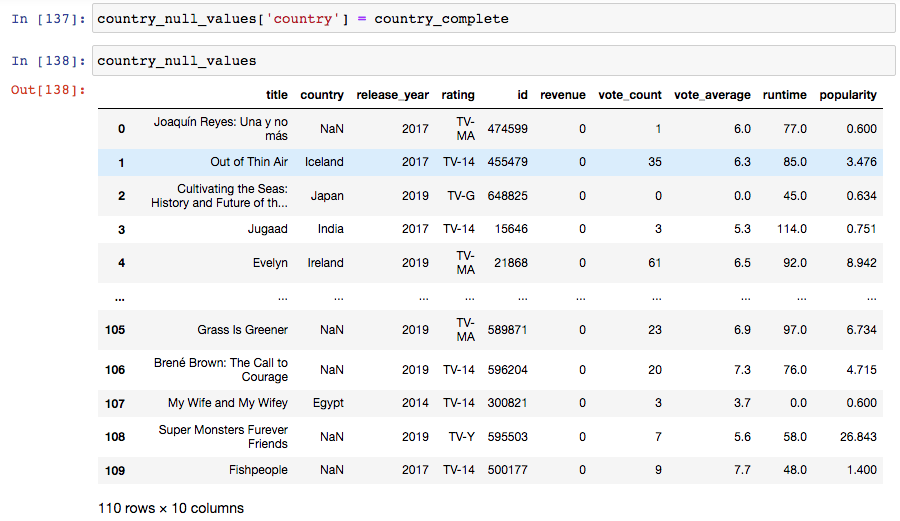 In [137]: country_null_values['country'] = country_complete
In [138]: country_null_values
Out[138]:
title country release_year rating id revenue vote_count vote_average runtime popularity
0 Joaquín Reyes: Una y no más NaN 2017 TV-MA 474599 0 1 6.0 77.0 0.600
1 Out of Thin Air Iceland 2017 TV-14 455479 0 35 6.3 85.0 3.476
2 Cultivating the Seas: History and Future of th... Japan 2019 TV-G 648825 0 0 0.0 45.0 0.634
3 Jugaad India 2017 TV-14 15646 0 3 5.3 114.0 0.751
4 Evelyn Ireland 2019 TV-MA 21868 0 61 6.5 92.0 8.942
... ... ... ... ... ... ... ... ... ... ...
105 Grass Is Greener NaN 2019 TV-MA 589871 0 23 6.9 97.0 6.734
106 Brené Brown: The Call to Courage NaN 2019 TV-14 596204 0 20 7.3 76.0 4.715
107 My Wife and My Wifey Egypt 2014 TV-14 300821 0 3 3.7 0.0 0.600
108 Super Monsters Furever Friends NaN 2019 TV-Y 595503 0 7 5.6 58.0 26.843
109 Fishpeople NaN 2017 TV-14 500177 0 9 7.7 48.0 1.400
110 rows × 10 columns